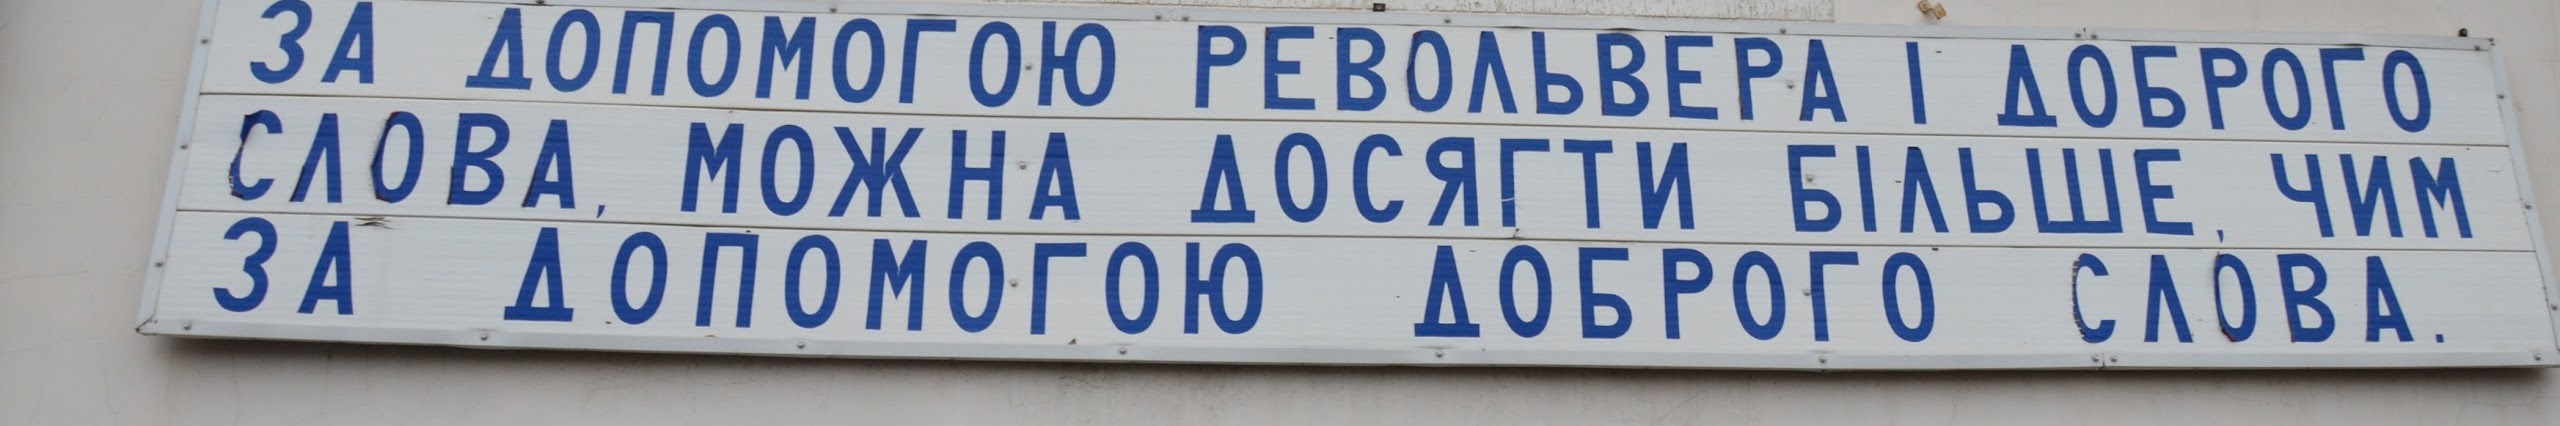 ЗА ДОПОМОГОЮ РЕВОЛЬВЕРА І ДОБРОГО
СЛОВА, МОЖНА ДОСЯГТИ БІЛЬШЕ, ЧИМ
ЗА ДОПОМОГОЮ ДОБРОГО СЛОВА.